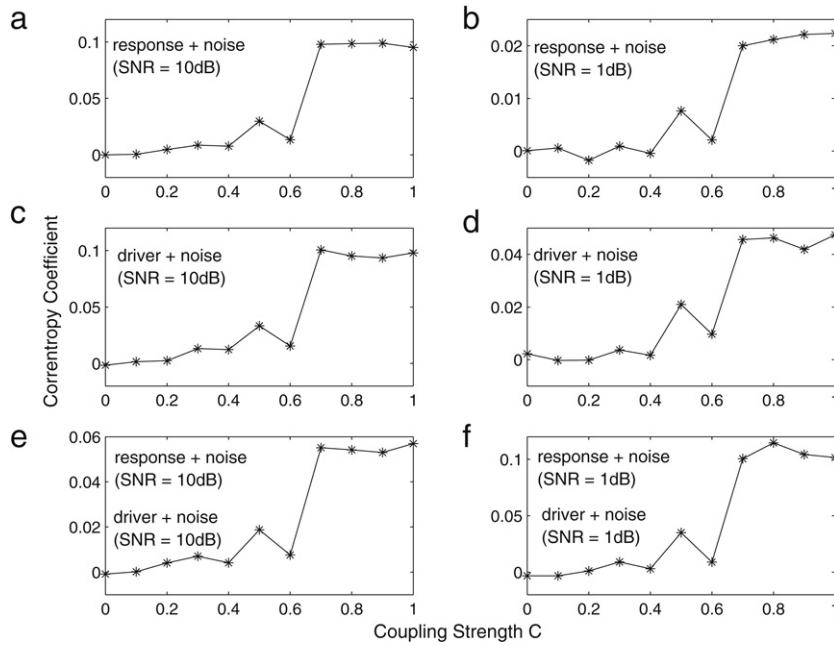 a
0.1
0.05
0
response + noise
(SNR = 10dB)
0 0.2 0.4 0.6 0.8 1
b
0.02
0.01
0
response + noise
(SNR = 1dB)
0 0.2 0.4 0.6 0.8 1
c
0.1
0.05
0
driver + noise
(SNR = 10dB)
0 0.2 0.4 0.6 0.8 1
d
0.04
0.02
0
driver + noise
(SNR = 1dB)
0 0.2 0.4 0.6 0.8 1
Correntropy Coefficient
e
0.06
0.04
0.02
0
response + noise
(SNR = 10dB)
driver + noise
(SNR = 10dB)
0 0.2 0.4 0.6 0.8 1
f
0.1
0.05
0
response + noise
(SNR = 1dB)
driver + noise
(SNR = 1dB)
0 0.2 0.4 0.6 0.8 1
Coupling Strength C